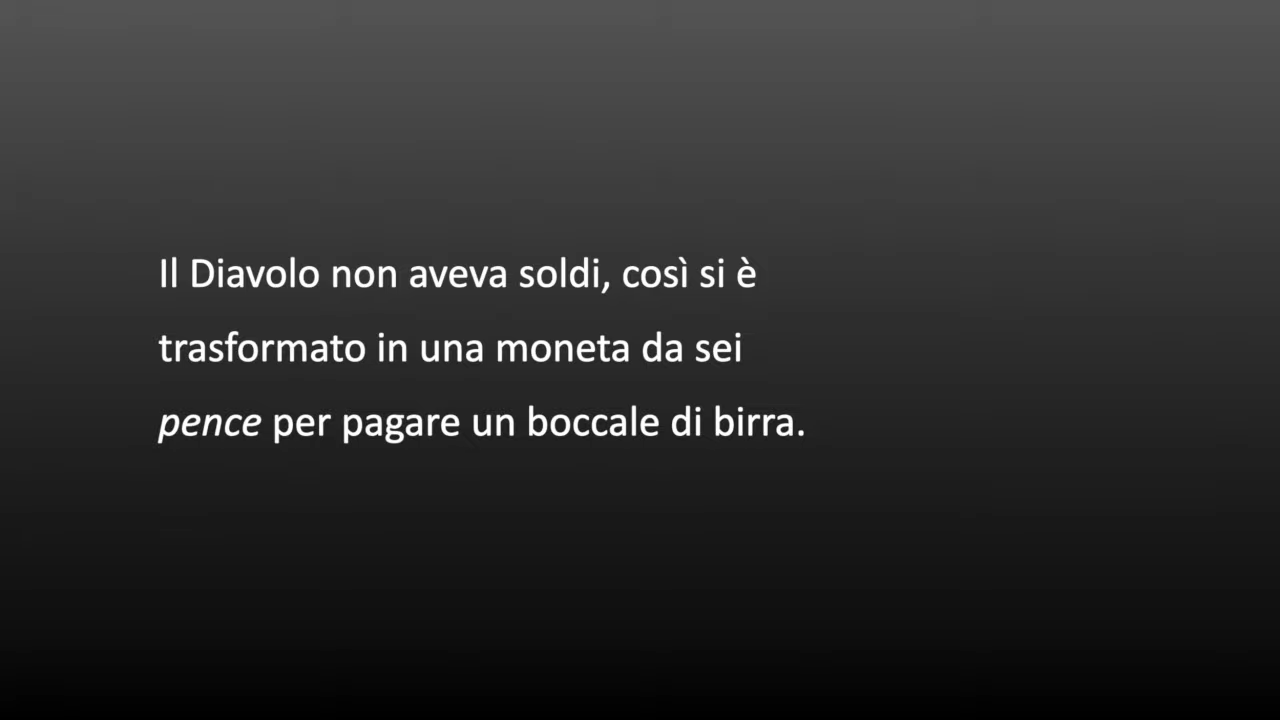 Il Diavolo non aveva soldi, così si è
trasformato in una moneta da sei
pence per pagare un boccale di birra.